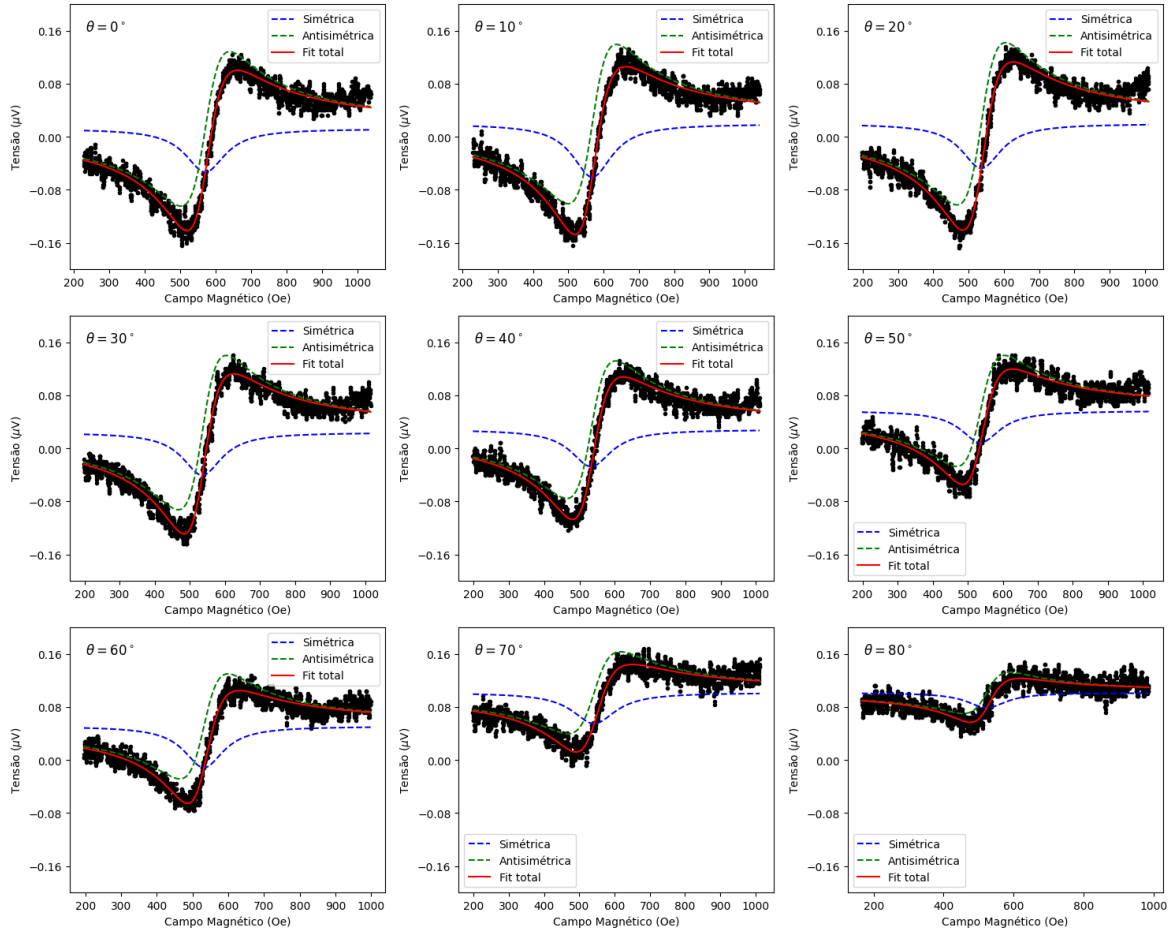 θ = 0°
Simétrica
Antisimétrica
Fit total
0.16
0.08
0.00
−0.08
−0.16
Tensão (μV)
200 300 400 500 600 700 800 900 1000
Campo Magnético (Oe)
θ = 10°
Simétrica
Antisimétrica
Fit total
0.16
0.08
0.00
−0.08
−0.16
Tensão (μV)
300 400 500 600 700 800 900 1000
Campo Magnético (Oe)
θ = 20°
Simétrica
Antisimétrica
Fit total
0.16
0.08
0.00
−0.08
−0.16
Tensão (μV)
200 300 400 500 600 700 800 900 1000
Campo Magnético (Oe)
θ = 30°
Simétrica
Antisimétrica
Fit total
0.16
0.08
0.00
−0.08
−0.16
Tensão (μV)
200 300 400 500 600 700 800 900 1000
Campo Magnético (Oe)
θ = 40°
Simétrica
Antisimétrica
Fit total
0.16
0.08
0.00
−0.08
−0.16
Tensão (μV)
200 300 400 500 600 700 800 900 1000
Campo Magnético (Oe)
θ = 50°
0.16
0.08
0.00
−0.08
−0.16
Tensão (μV)
Simétrica
Antisimétrica
Fit total
200 300 400 500 600 700 800 900 1000
Campo Magnético (Oe)
θ = 60°
Simétrica
Antisimétrica
Fit total
0.16
0.08
0.00
−0.08
−0.16
Tensão (μV)
200 300 400 500 600 700 800 900 1000
Campo Magnético (Oe)
θ = 70°
0.16
0.08
0.00
−0.08
−0.16
Tensão (μV)
Simétrica
Antisimétrica
Fit total
200 300 400 500 600 700 800 900 1000
Campo Magnético (Oe)
θ = 80°
0.16
0.08
0.00
−0.08
−0.16
Tensão (μV)
Simétrica
Antisimétrica
Fit total
200 400 600 800 1000
Campo Magnético (Oe)